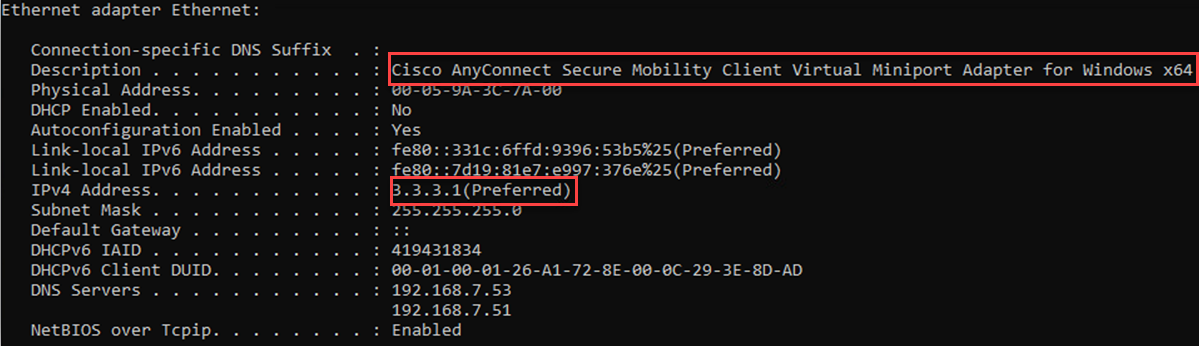 Ethernet adapter Ethernet:
Connection-specific DNS Suffix  . :
Description . . . . . . . . . . . : Cisco AnyConnect Secure Mobility Client Virtual Miniport Adapter for Windows x64
Physical Address. . . . . . . . . : 00-05-9A-3C-7A-00
DHCP Enabled. . . . . . . . . . . : No
Autoconfiguration Enabled . . . . : Yes
Link-local IPv6 Address . . . . . : fe80::331c:6ffd:9396:53b5%25(Preferred)
Link-local IPv6 Address . . . . . : fe80::7d19:81e7:e997:376e%25(Preferred)
IPv4 Address. . . . . . . . . . . : 3.3.3.1(Preferred)
Subnet Mask . . . . . . . . . . . : 255.255.255.0
Default Gateway . . . . . . . . . : ::
DHCPv6 IAID . . . . . . . . . . . : 419431834
DHCPv6 Client DUID. . . . . . . . : 00-01-00-01-26-A1-72-8E-00-0C-29-3E-8D-AD
DNS Servers . . . . . . . . . . . : 192.168.7.53
192.168.7.51
NetBIOS over Tcpip. . . . . . . . : Enabled